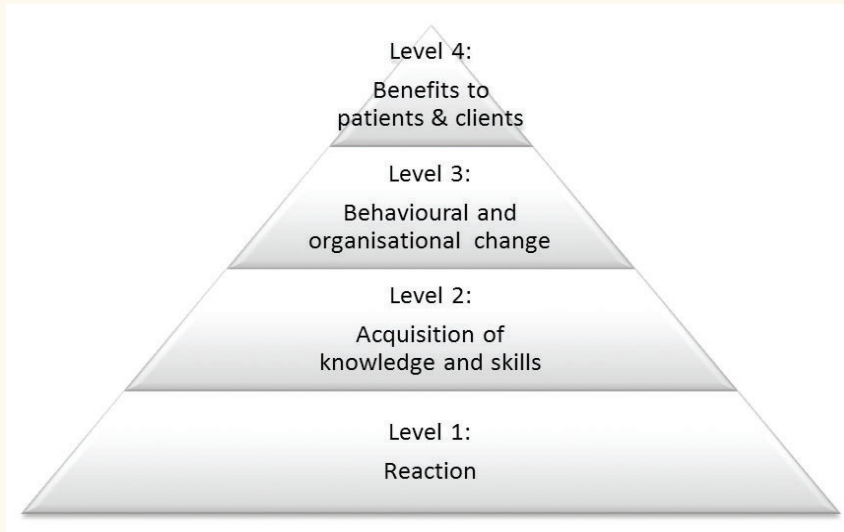 Level 4:
Benefits to
patients & clients
Level 3:
Behavioural and
organisational change
Level 2:
Acquisition of
knowledge and skills
Level 1:
Reaction